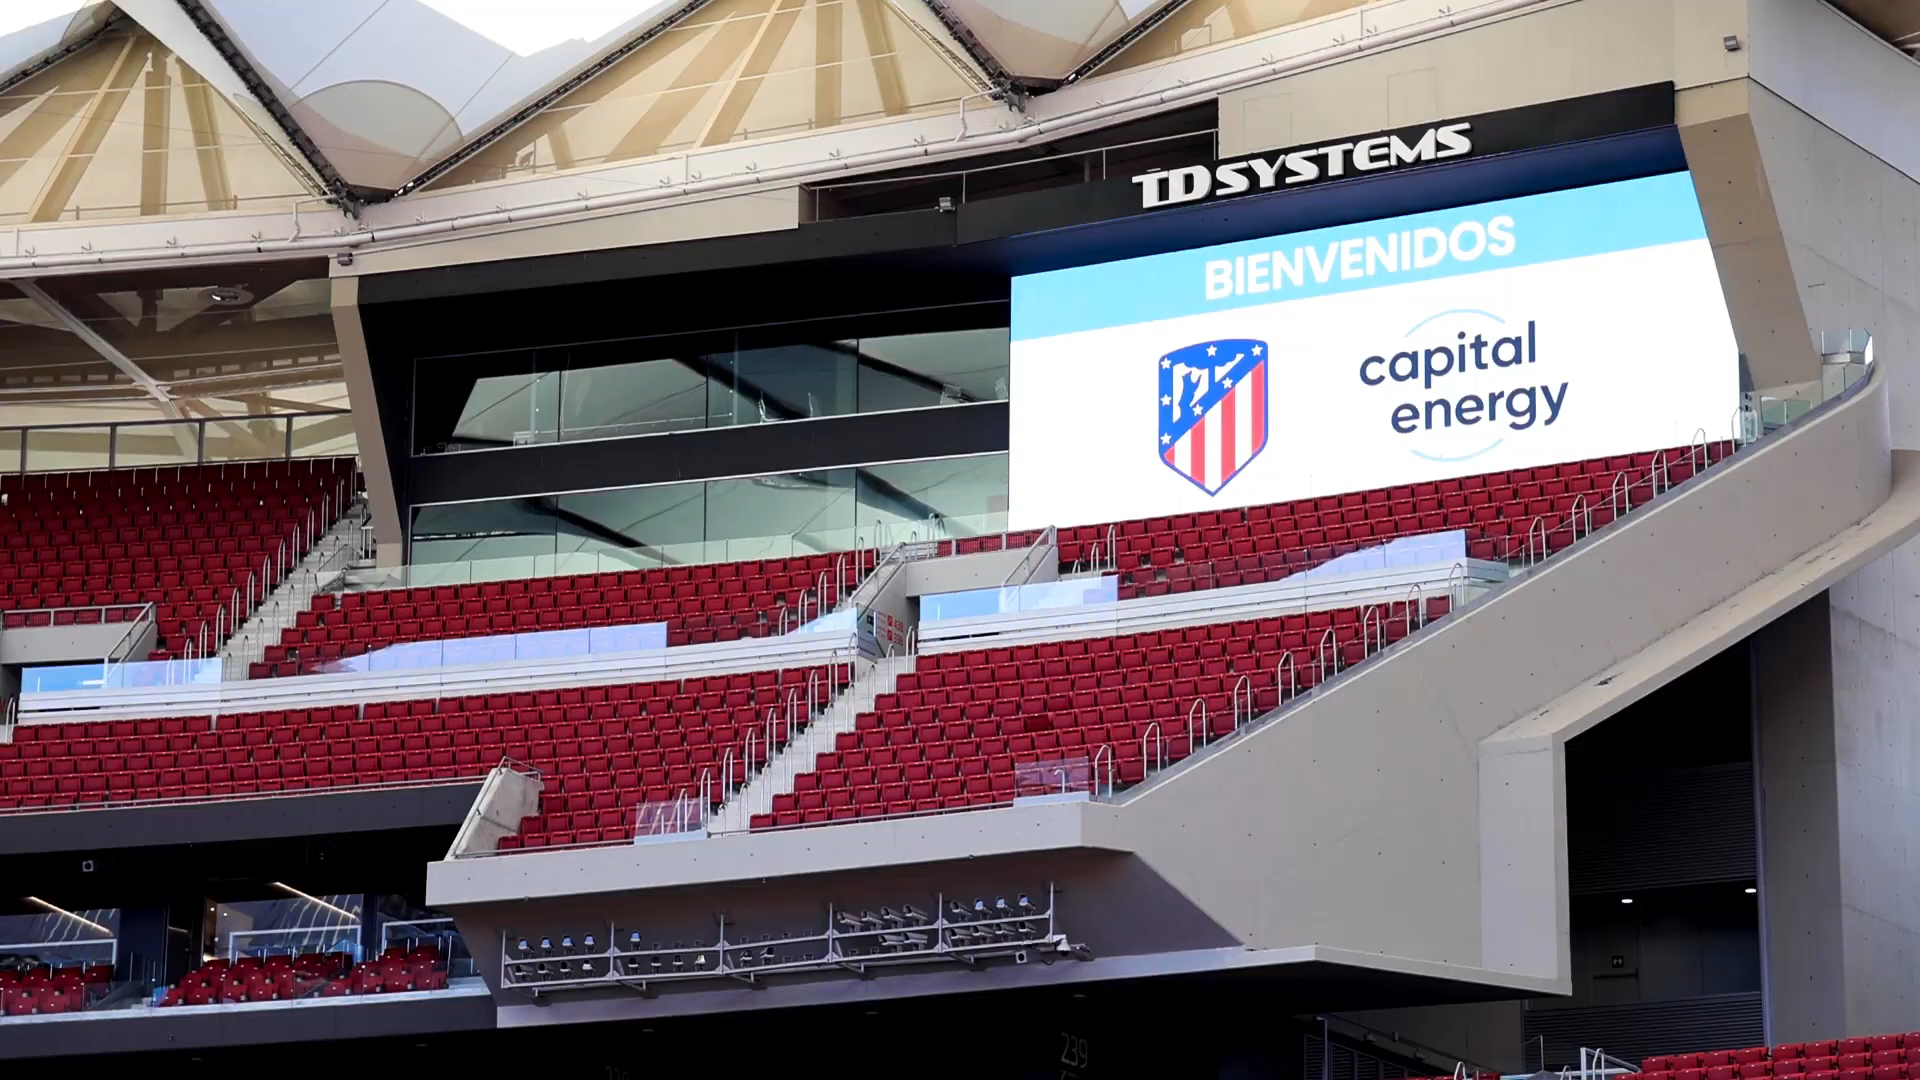 TD SYSTEMS
BIENVENIDOS
capital
energy
239